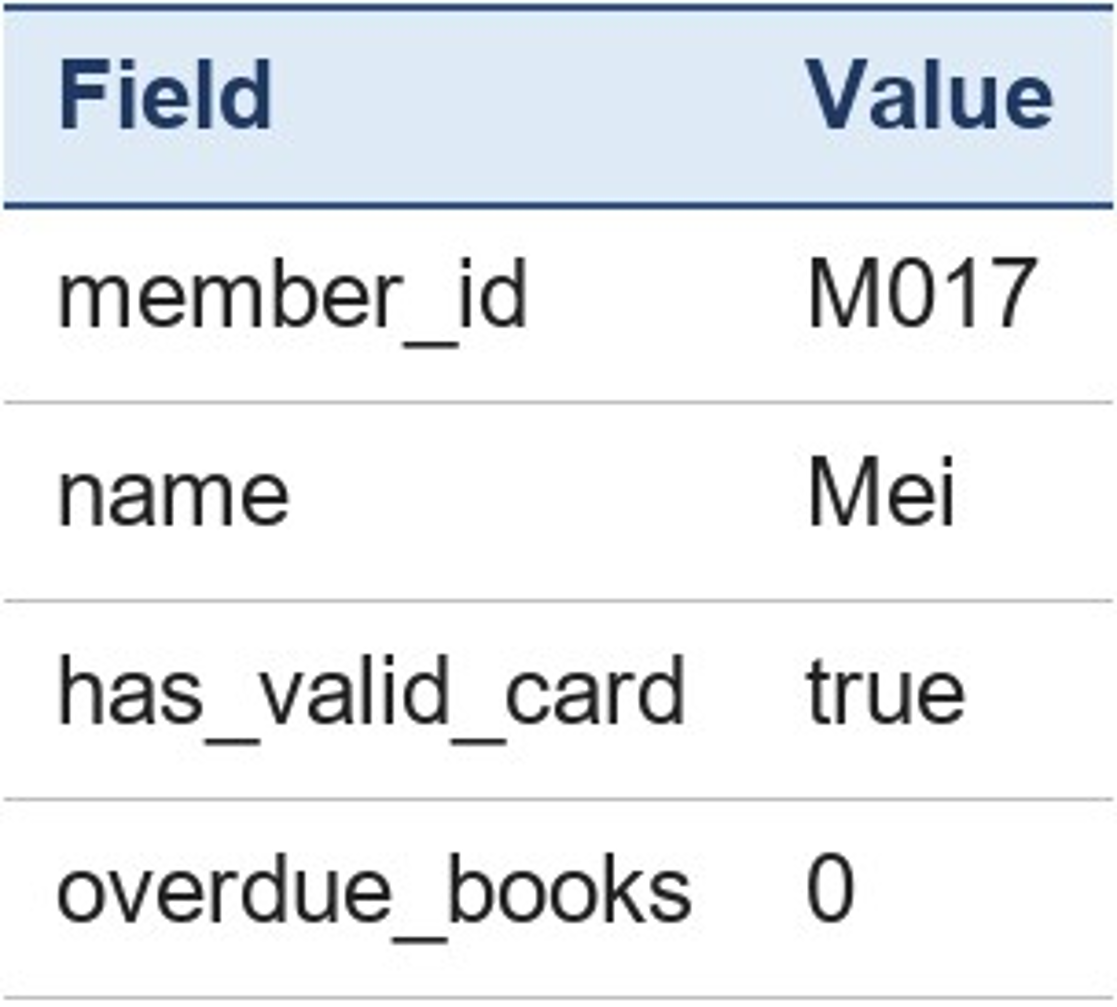 Field Value
member_id M017
name Mei
has_valid_card true
overdue_books 0